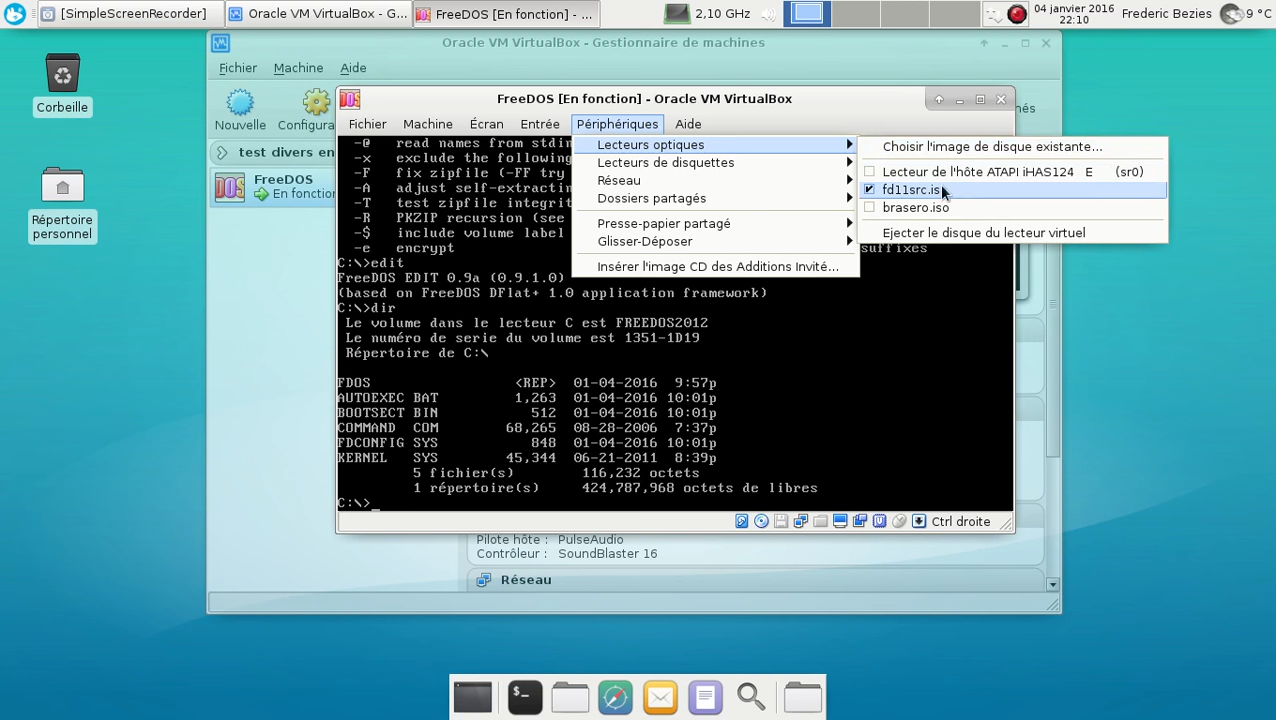 [SimpleScreenRecorder]
Oracle VM VirtualBox - G...
FreeDOS [En fonction] - ...
2,10 GHz
04 janvier 2016
22:10
Frederic Bezies
9 °C
Corbeille
Répertoire
personnel
Oracle VM VirtualBox - Gestionnaire de machines
Fichier Machine Aide
Nouvelle Configura
test divers en
FreeDOS
En fonction
FreeDOS [En fonction] - Oracle VM VirtualBox
Fichier Machine Écran Entrée Périphériques Aide
Lecteurs optiques
Lecteurs de disquettes
Réseau
Dossiers partagés
Presse-papier partagé
Glisser-Déposer
Insérer l'image CD des Additions Invité...
Choisir l'image de disque existante...
Lecteur de l'hôte ATAPI iHAS124 E (sr0)
fd11src.is
brasero.iso
Ejecter le disque du lecteur virtuel
-@ read names from stdin
-x exclude the following
-F fix zipfile (-FF try
-A adjust self-extracting
-T test zipfile integrit
-R PKZIP recursion (see
-$ include volume label
-e encrypt suffixes
C:\>edit
FreeDOS EDIT 0.9a (0.9.1.0)
(based on FreeDOS DFlat+ 1.0 application framework)
C:\>dir
Le volume dans le lecteur C est FREEDOS2012
Le numéro de serie du volume est 1351-1D19
Répertoire de C:\
FDOS <REP> 01-04-2016 9:57p
AUTOEXEC BAT 1,263 01-04-2016 10:01p
BOOTSECT BIN 512 01-04-2016 10:01p
COMMAND COM 68,265 08-28-2006 7:37p
FDCONFIG SYS 848 01-04-2016 10:01p
KERNEL SYS 45,344 06-21-2011 8:39p
5 fichier(s) 116,232 octets
1 répertoire(s) 424,787,968 octets de libres
C:\>_
Ctrl droite
Pilote hôte : PulseAudio
Contrôleur : SoundBlaster 16
Réseau